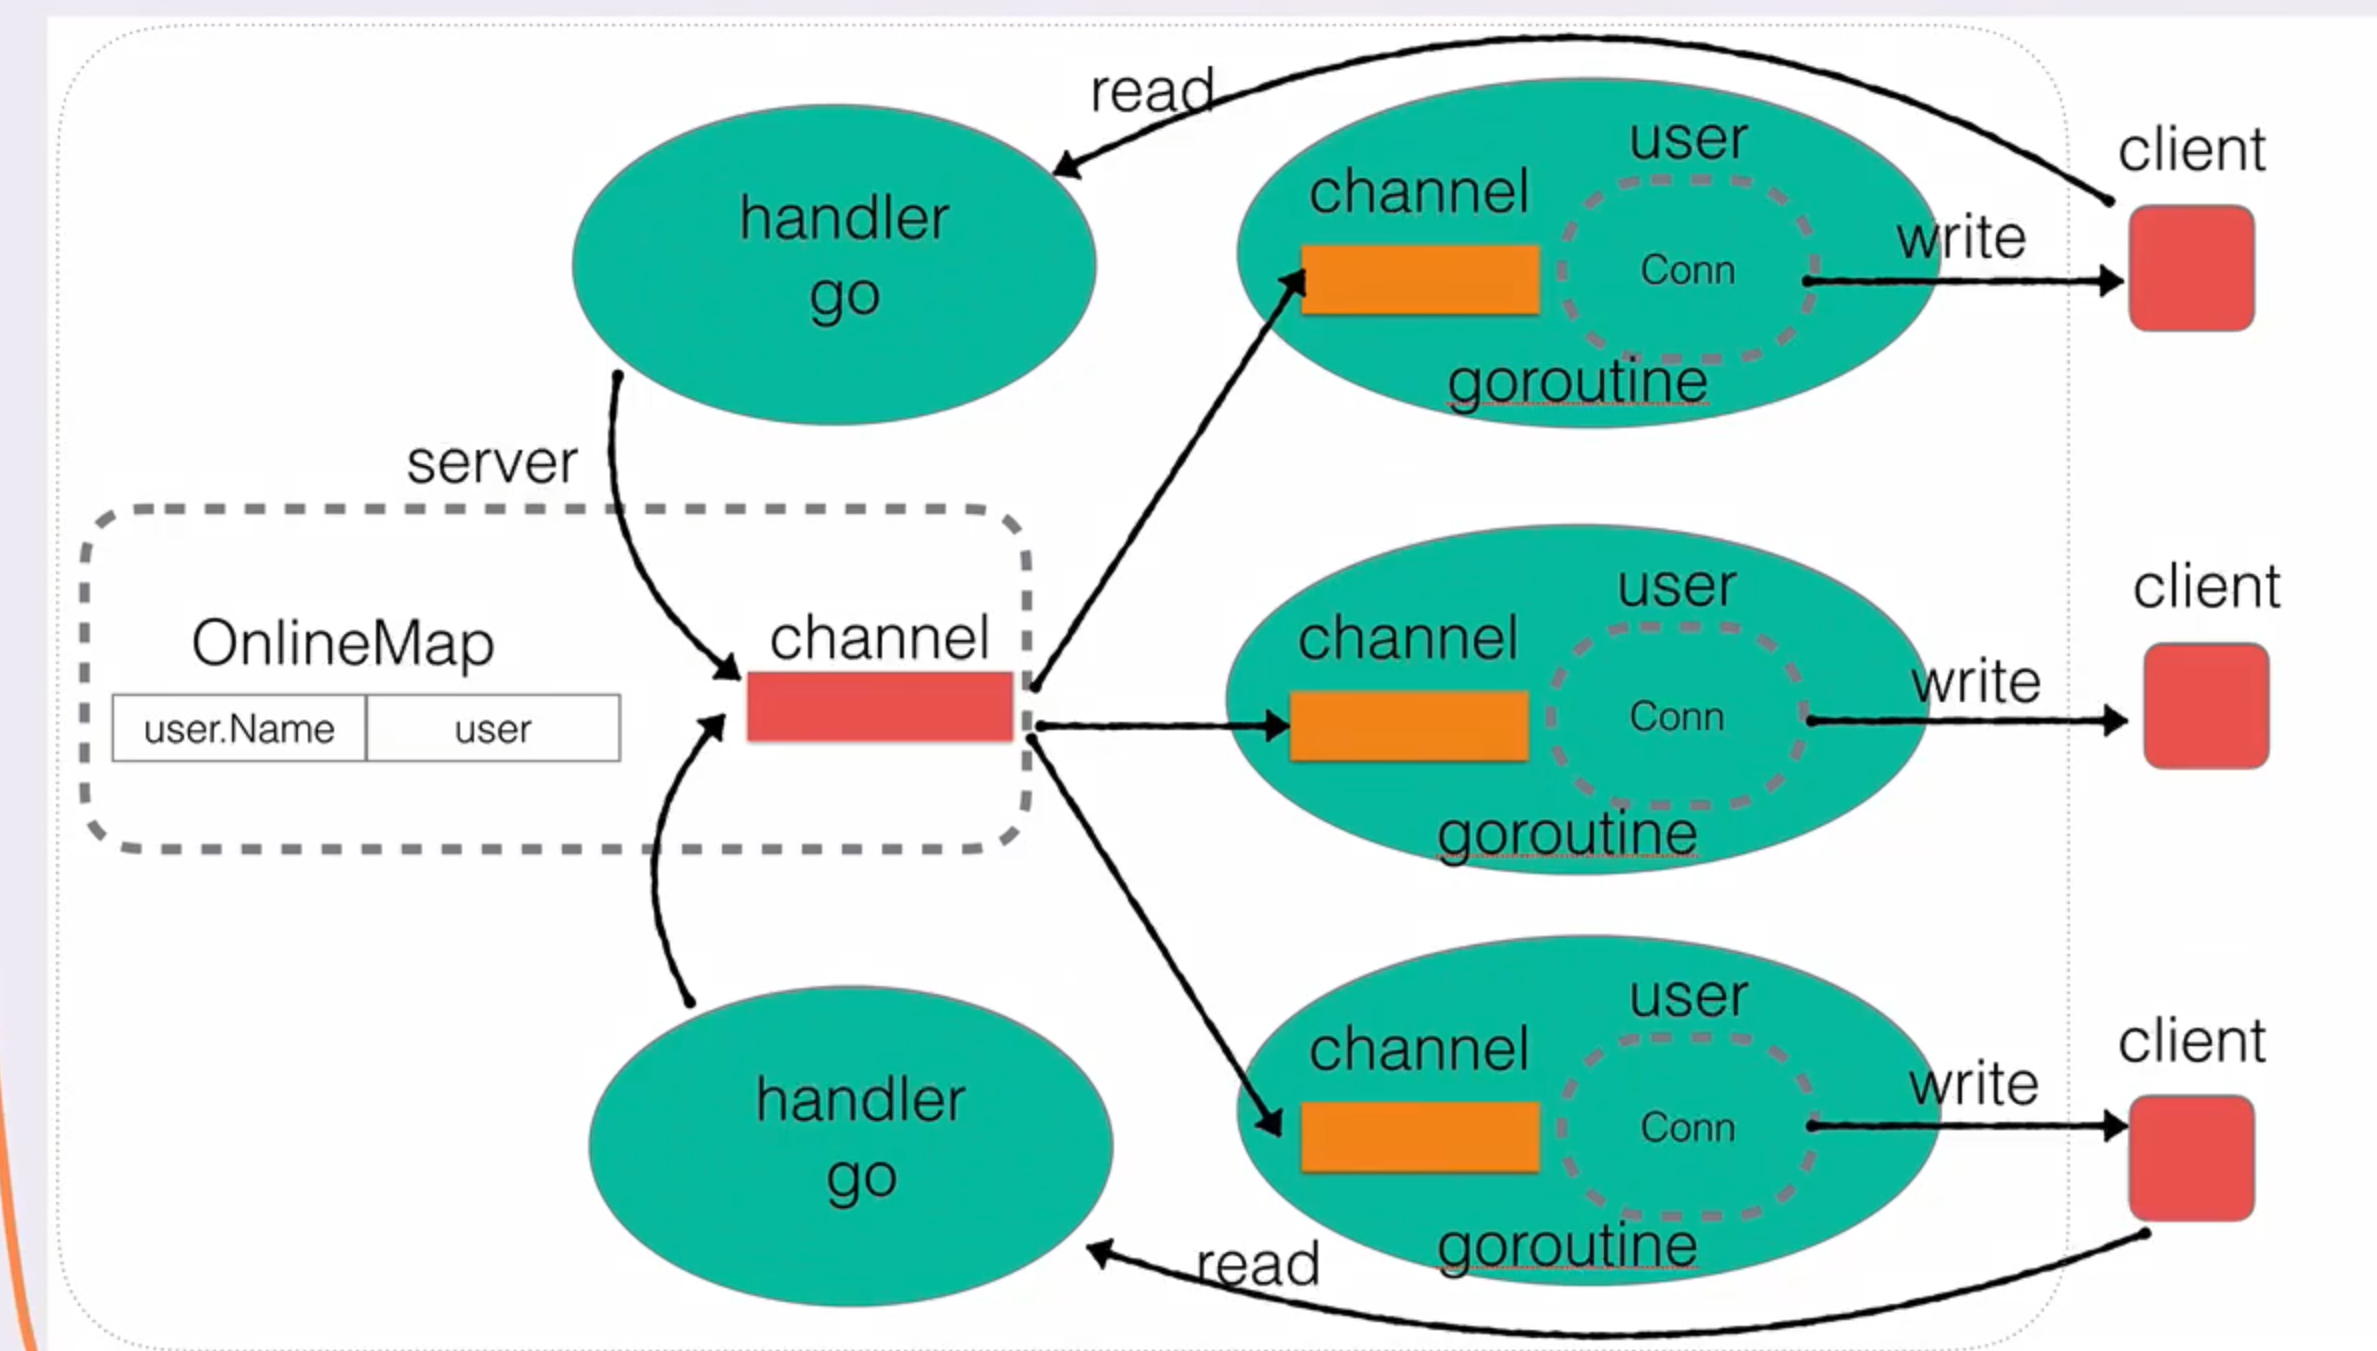 read
client
user
channel
handler
go
write
Conn
goroutine
server
user
client
OnlineMap
channel
channel
write
user.Name
user
Conn
goroutine
user
client
channel
write
handler
go
Conn
goroutine
read